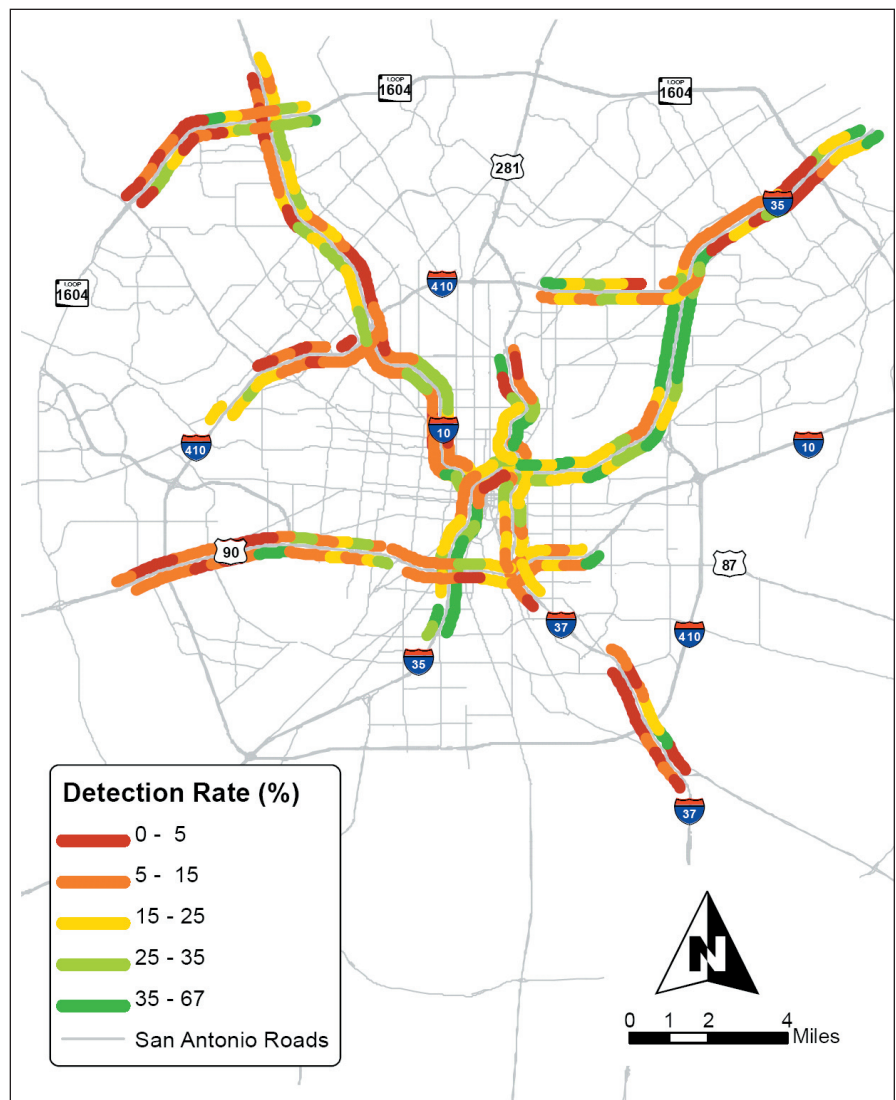 LOOP
1604
LOOP
1604
281
35
LOOP
1604
410
10
410
10
90
87
37
410
35
37
Detection Rate (%)
0 - 5
5 - 15
15 - 25
25 - 35
35 - 67
San Antonio Roads
N
0 1 2 4
Miles